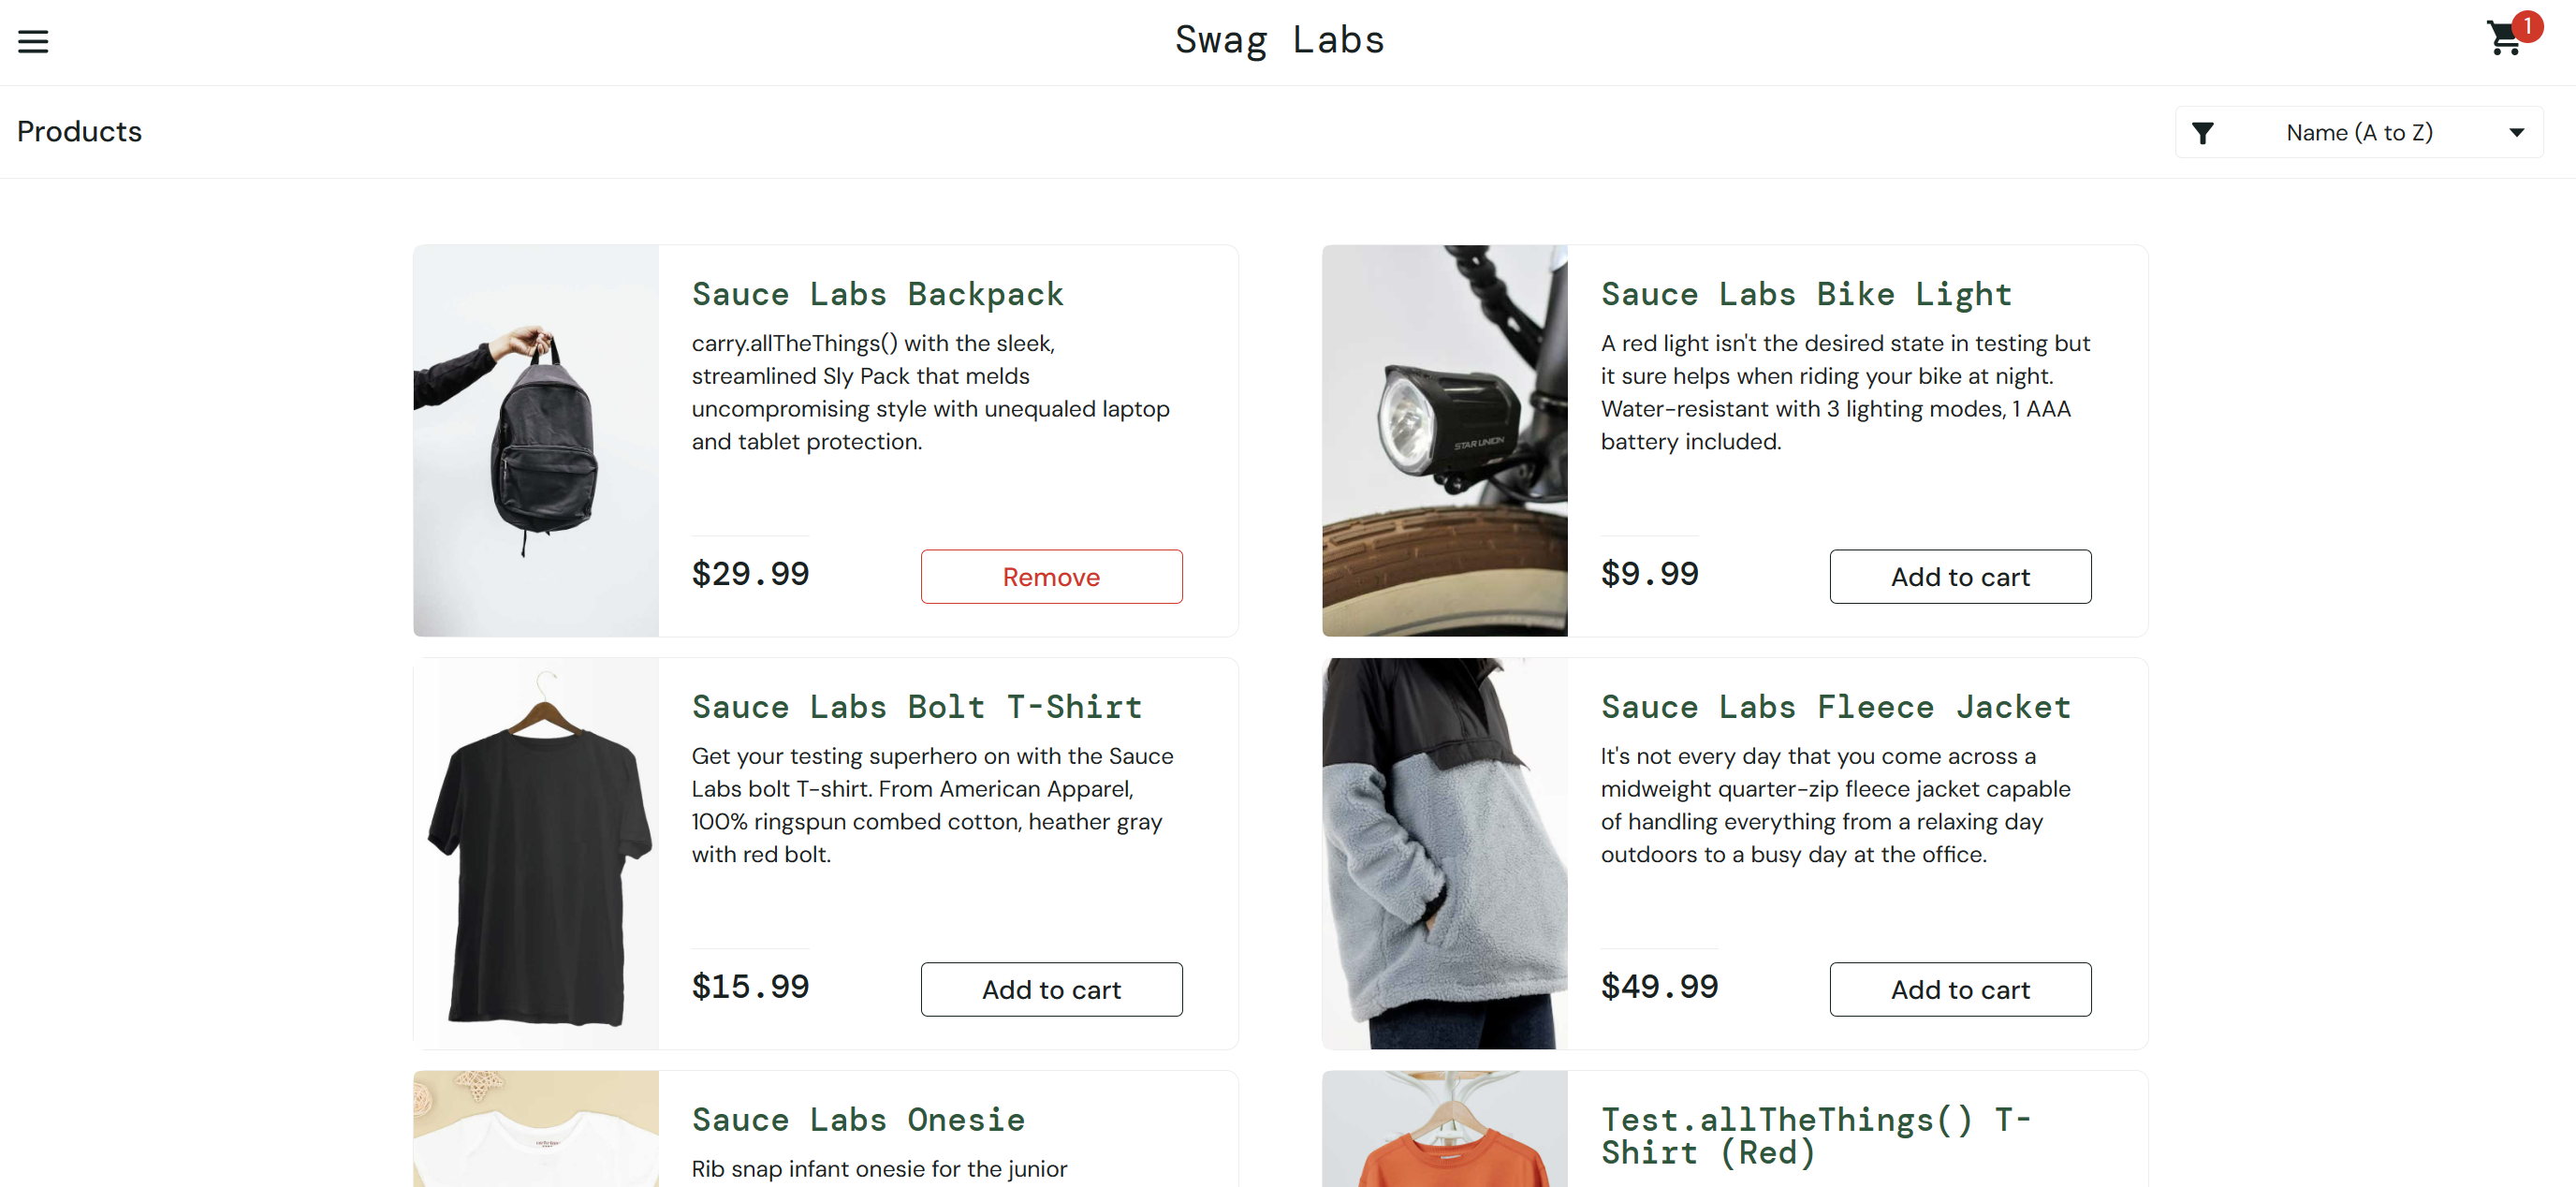 Swag Labs
1
Products
Name (A to Z)
Sauce Labs Backpack
carry.allTheThings() with the sleek,
streamlined Sly Pack that melds
uncompromising style with unequaled laptop
and tablet protection.
$29.99
Remove
Sauce Labs Bike Light
A red light isn't the desired state in testing but
it sure helps when riding your bike at night.
Water-resistant with 3 lighting modes, 1 AAA
battery included.
STAR UNION
$9.99
Add to cart
Sauce Labs Bolt T-Shirt
Get your testing superhero on with the Sauce
Labs bolt T-shirt. From American Apparel,
100% ringspun combed cotton, heather gray
with red bolt.
$15.99
Add to cart
Sauce Labs Fleece Jacket
It's not every day that you come across a
midweight quarter-zip fleece jacket capable
of handling everything from a relaxing day
outdoors to a busy day at the office.
$49.99
Add to cart
Sauce Labs Onesie
Rib snap infant onesie for the junior
Test.allTheThings() T-
Shirt (Red)